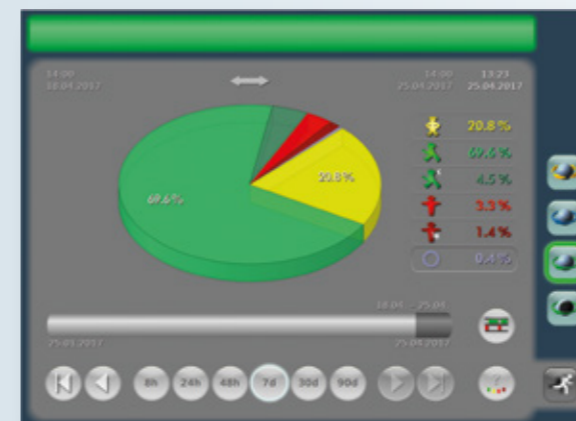 14:00 14:00 13:23
18.04.2017 25.04.2017 25.04.2017
20.8 %
69.6 %
4.5 %
3.3 %
1.4 %
0.4 %
20.8 %
69.6 %
18.04. - 25.04.
25.01.2017 25.04.2017
8h 24h 48h 7d 30d 90d
?